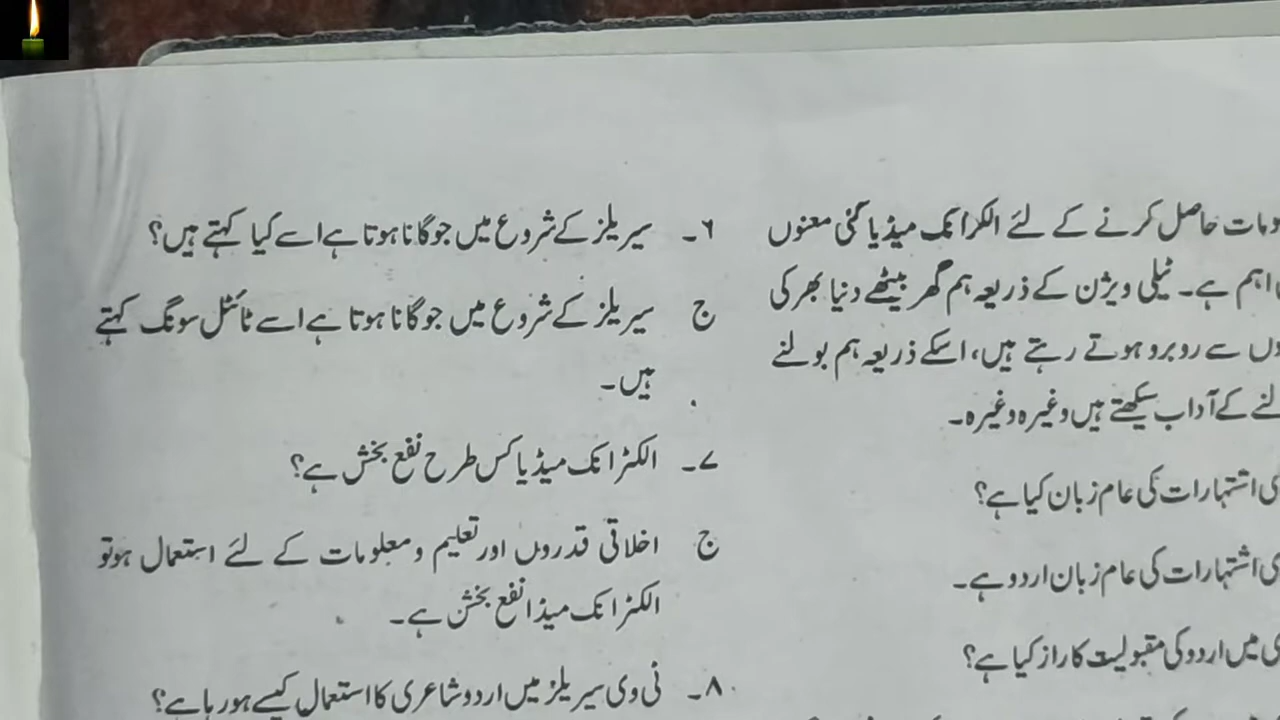 ومات حاصل کرنے کے لئے الکرانک میڈیا کئی معنوں
اہم ہے۔ ٹیلی ویژن کے ذریعہ ہم گھر بیٹھے دنیا بھر کی
سے روبرو ہوتے رہتے ہیں، اسکے ذریعہ ہم بولنے
کے آداب سیکھتے ہیں وغیرہ وغیرہ۔
اشتہارات کی عام زبان کیا ہے؟
اشتہارات کی عام زبان اردو ہے۔
میں اردو کی مقبولیت کا راز کیا ہے؟
۶۔ سیریلز کے شروع میں جو گانا ہوتا ہے اسے کیا کہتے ہیں؟
ج سیریلز کے شروع میں جو گانا ہوتا ہے اسے ٹائٹل سونگ کہتے
ہیں۔
۷۔ الکٹرانک میڈیا کس طرح نفع بخش ہے؟
ج اخلاقی قدروں اور تعلیم و معلومات کے لئے استعمال ہو تو
الکٹرانک میڈا نفع بخش ہے۔
۸۔ ٹی وی سیریلز میں اردو شاعری کا استعمال کیسے ہو رہا ہے؟